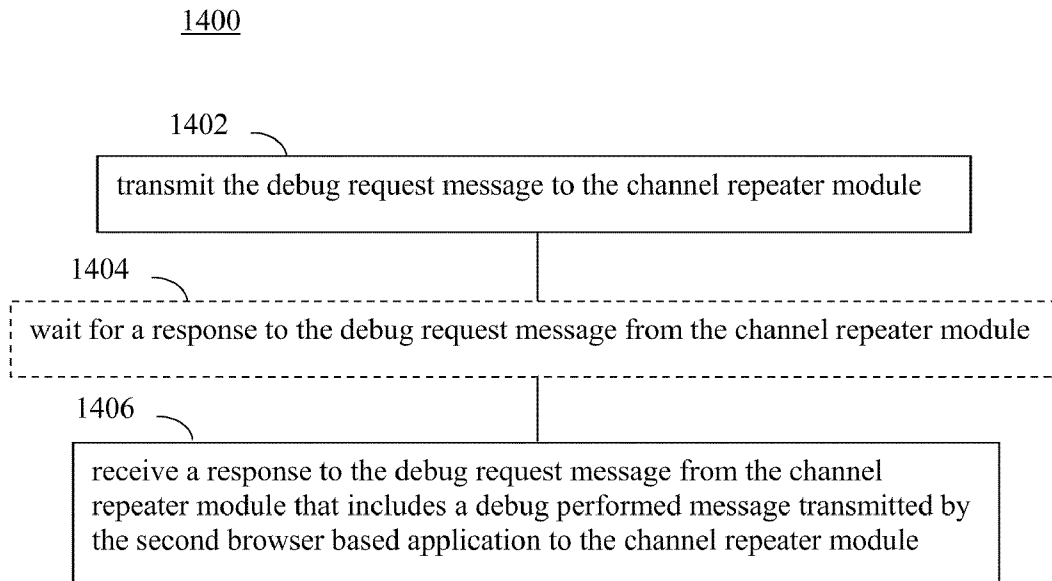 1400
1402
transmit the debug request message to the channel repeater module
1404
wait for a response to the debug request message from the channel repeater module
1406
receive a response to the debug request message from the channel
repeater module that includes a debug performed message transmitted by
the second browser based application to the channel repeater module